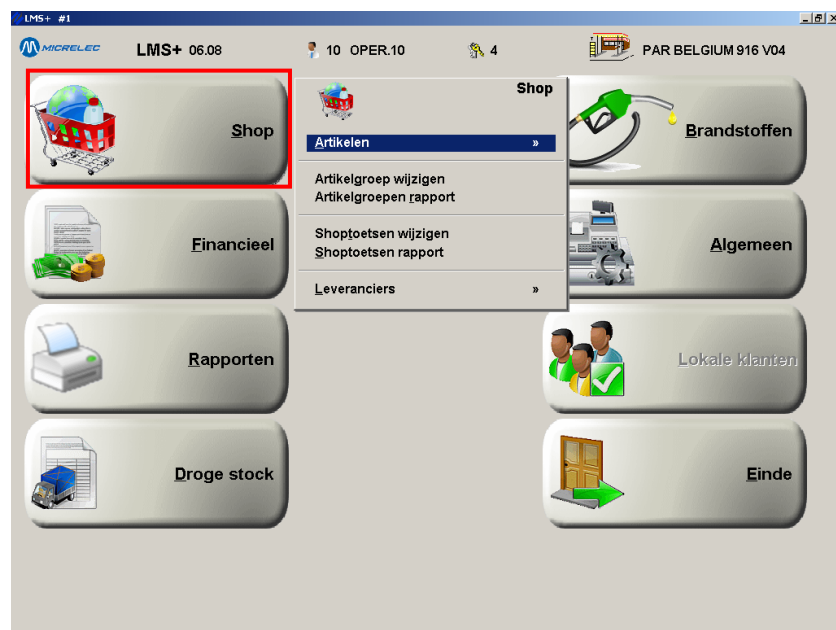 LMS+ #1
MICRELEC
LMS+ 06.08
10 OPER.10
4
PAR BELGIUM 916 V04
Shop
Shop
Artikelen »
Artikelgroep wijzigen
Artikelgroepen rapport
Shoptoetsen wijzigen
Shoptoetsen rapport
Leveranciers »
Brandstoffen
Financieel
Algemeen
Rapporten
Lokale klanten
Droge stock
Einde